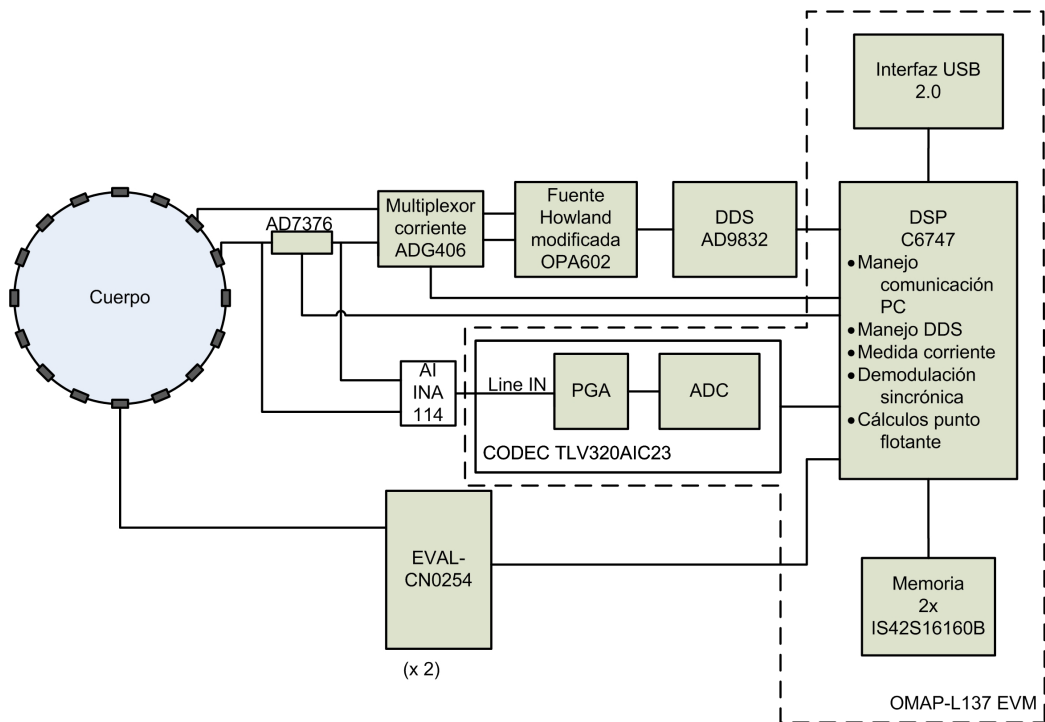 Interfaz USB
2.0
Cuerpo
AD7376
Multiplexor
corriente
ADG406
Fuente
Howland
modificada
OPA602
DDS
AD9832
DSP
C6747
•Manejo
comunicación
PC
•Manejo DDS
•Medida corriente
•Demodulación
sincrónica
•Cálculos punto
flotante
AI
INA
114
Line IN
PGA
ADC
CODEC TLV320AIC23
EVAL-
CN0254
(x 2)
Memoria
2x
IS42S16160B
OMAP-L137 EVM